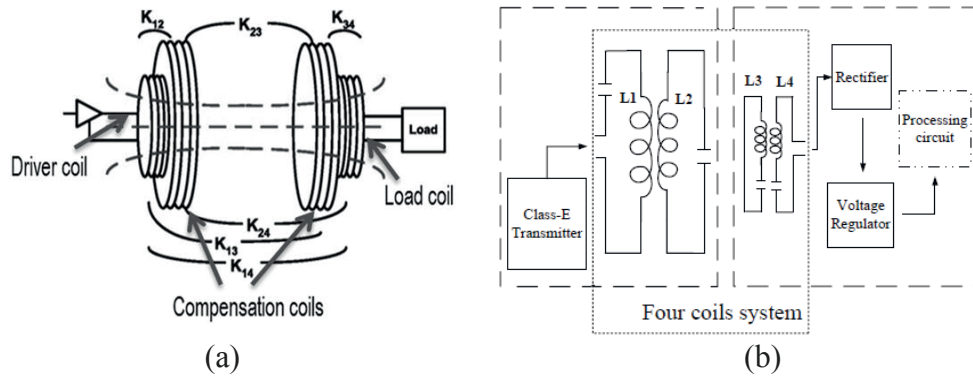 K12
K23
K34
Load
Driver coil
Load coil
K24
K13
K14
Compensation coils
(a)
L1
L2
Class-E
Transmitter
L3
L4
Rectifier
Processing
circuit
Voltage
Regulator
Four coils system
(b)